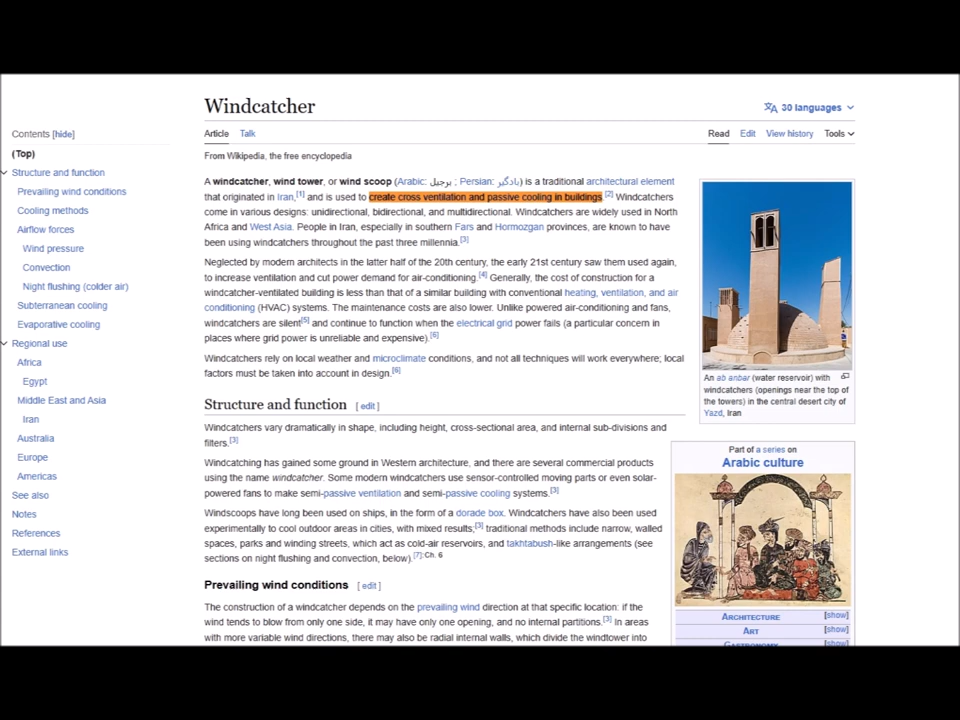 Windcatcher
30 languages
Contents [hide]
(Top)
Structure and function
Prevailing wind conditions
Cooling methods
Airflow forces
Wind pressure
Convection
Night flushing (colder air)
Subterranean cooling
Evaporative cooling
Regional use
Africa
Egypt
Middle East and Asia
Iran
Australia
Europe
Americas
See also
Notes
References
External links
Article Talk
Read Edit View history Tools
From Wikipedia, the free encyclopedia
A windcatcher, wind tower, or wind scoop (Arabic: برجيل ; Persian: بادگیر) is a traditional architectural element
that originated in Iran,[1] and is used to create cross ventilation and passive cooling in buildings.[2] Windcatchers
come in various designs: unidirectional, bidirectional, and multidirectional. Windcatchers are widely used in North
Africa and West Asia. People in Iran, especially in southern Fars and Hormozgan provinces, are known to have
been using windcatchers throughout the past three millennia.[3]
Neglected by modern architects in the latter half of the 20th century, the early 21st century saw them used again,
to increase ventilation and cut power demand for air-conditioning.[4] Generally, the cost of construction for a
windcatcher-ventilated building is less than that of a similar building with conventional heating, ventilation, and air
conditioning (HVAC) systems. The maintenance costs are also lower. Unlike powered air-conditioning and fans,
windcatchers are silent[5] and continue to function when the electrical grid power fails (a particular concern in
places where grid power is unreliable and expensive).[6]
Windcatchers rely on local weather and microclimate conditions, and not all techniques will work everywhere; local
factors must be taken into account in design.[6]
Structure and function [ edit ]
Windcatchers vary dramatically in shape, including height, cross-sectional area, and internal sub-divisions and
filters.[3]
Windcatching has gained some ground in Western architecture, and there are several commercial products
using the name windcatcher. Some modern windcatchers use sensor-controlled moving parts or even solar-
powered fans to make semi-passive ventilation and semi-passive cooling systems.[3]
Windscoops have long been used on ships, in the form of a dorade box. Windcatchers have also been used
experimentally to cool outdoor areas in cities, with mixed results;[3] traditional methods include narrow, walled
spaces, parks and winding streets, which act as cold-air reservoirs, and takhtabush-like arrangements (see
sections on night flushing and convection, below).[7]:Ch. 6
Prevailing wind conditions [ edit ]
The construction of a windcatcher depends on the prevailing wind direction at that specific location: if the
wind tends to blow from only one side, it may have only one opening, and no internal partitions.[3] In areas
with more variable wind directions, there may also be radial internal walls, which divide the windtower into
An ab anbar (water reservoir) with
windcatchers (openings near the top of
the towers) in the central desert city of
Yazd, Iran
Part of a series on
Arabic culture
Architecture [show]
Art [show]
Gastronomy [show]